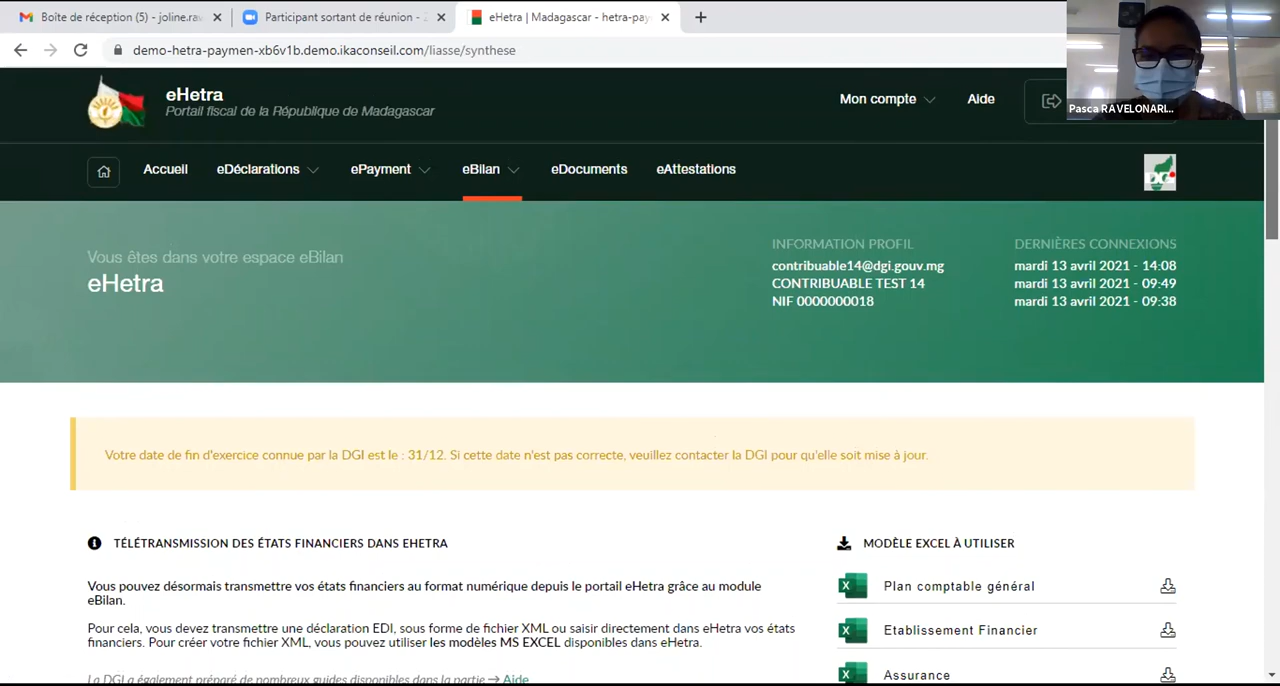 Boîte de réception (5) - joline.rav
Participant sortant de réunion - Z
eHetra | Madagascar - hetra-pay
demo-hetra-paymen-xb6v1b.demo.ikaconseil.com/liasse/synthese
eHetra
Portail fiscal de la République de Madagascar
Mon compte
Aide
Pasca RAVELONARI...
Accueil
eDéclarations
ePayment
eBilan
eDocuments
eAttestations
DGI
Vous êtes dans votre espace eBilan
eHetra
INFORMATION PROFIL
contribuable14@dgi.gouv.mg
CONTRIBUABLE TEST 14
NIF 0000000018
DERNIÈRES CONNEXIONS
mardi 13 avril 2021 - 14:08
mardi 13 avril 2021 - 09:49
mardi 13 avril 2021 - 09:38
Votre date de fin d'exercice connue par la DGI est le : 31/12. Si cette date n'est pas correcte, veuillez contacter la DGI pour qu'elle soit mise à jour.
TÉLÉTRANSMISSION DES ÉTATS FINANCIERS DANS EHETRA
Vous pouvez désormais transmettre vos états financiers au format numérique depuis le portail eHetra grâce au module
eBilan.
Pour cela, vous devez transmettre une déclaration EDI, sous forme de fichier XML ou saisir directement dans eHetra vos états
financiers. Pour créer votre fichier XML, vous pouvez utiliser les modèles MS EXCEL disponibles dans eHetra.
La DGI a également préparé de nombreux guides disponibles dans la partie → Aide
MODÈLE EXCEL À UTILISER
Plan comptable général
Etablissement Financier
Assurance